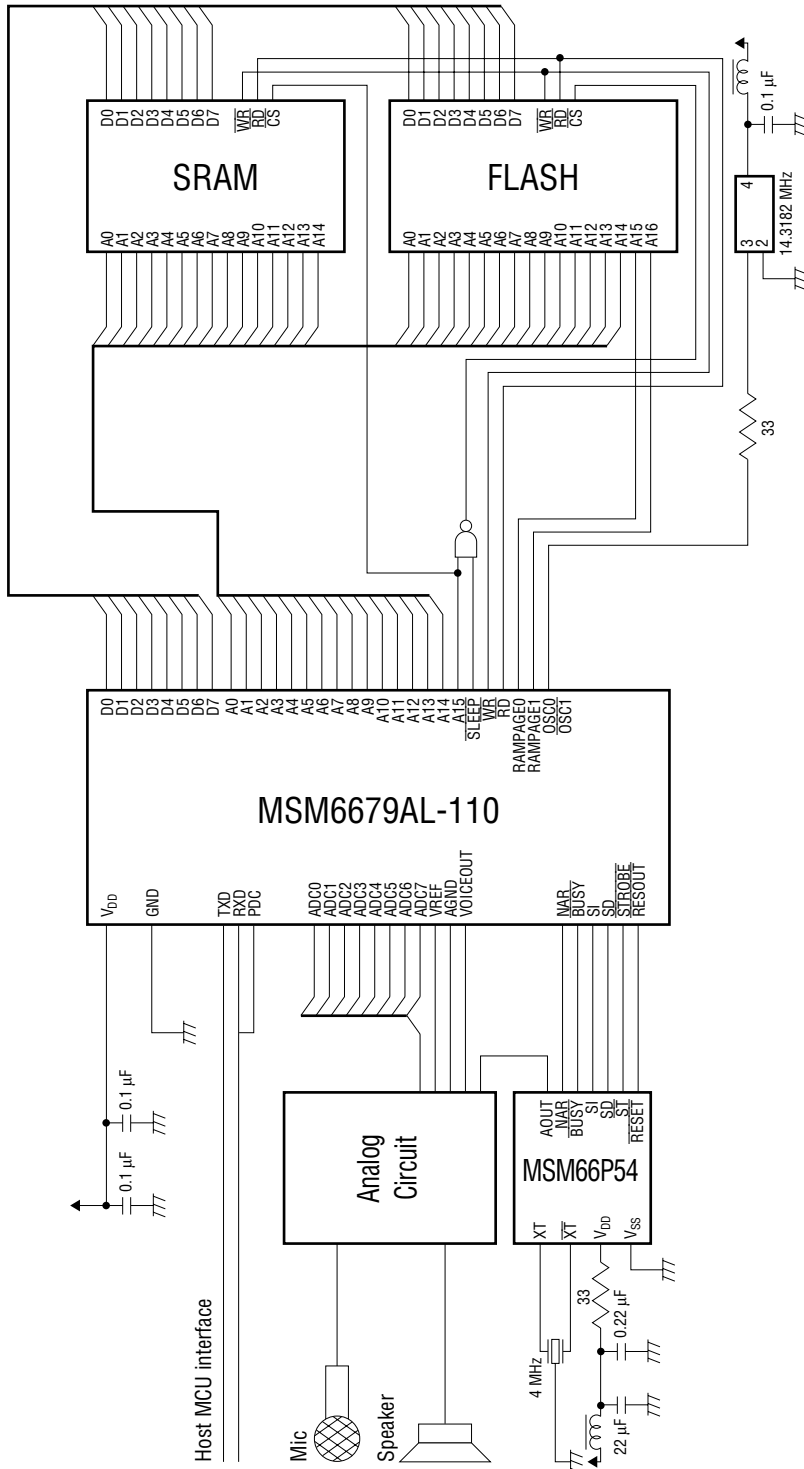 SRAM
A0
A1
A2
A3
A4
A5
A6
A7
A8
A9
A10
A11
A12
A13
A14
D0
D1
D2
D3
D4
D5
D6
D7
WR
RD
CS
FLASH
A0
A1
A2
A3
A4
A5
A6
A7
A8
A9
A10
A11
A12
A13
A14
A15
A16
D0
D1
D2
D3
D4
D5
D6
D7
WR
RD
CS
0.1 µF
4
3
2
14.3182 MHz
33
MSM6679AL-110
D0
D1
D2
D3
D4
D5
D6
D7
A0
A1
A2
A3
A4
A5
A6
A7
A8
A9
A10
A11
A12
A13
A14
A15
SLEEP
WR
RD
RAMPAGE0
RAMPAGE1
OSC0
OSC1
VDD
GND
TXD
RXD
PDC
ADC0
ADC1
ADC2
ADC3
ADC4
ADC5
ADC6
ADC7
VREF
AGND
VOICEOUT
NAR
BUSY
SI
SD
STROBE
RESOUT
0.1 µF
0.1 µF
Host MCU interface
Analog
Circuit
Mic
Speaker
MSM66P54
AOUT
NAR
BUSY
SI
SD
ST
RESET
XT
XT
VDD
VSS
4 MHz
33
0.22 µF
22 µF